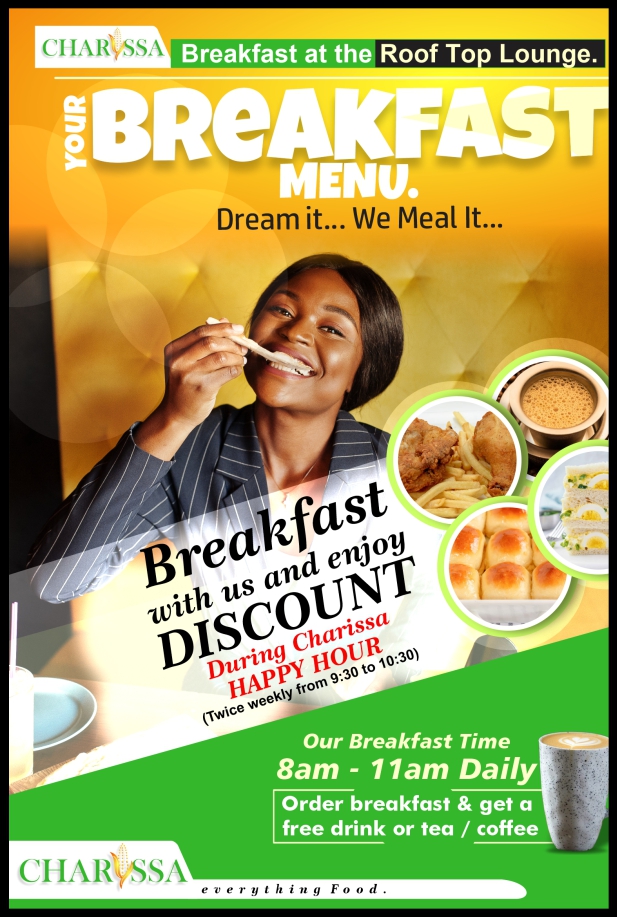 CHARISSA Breakfast at the Roof Top Lounge.
YOUR BREAKFAST
MENU.
Dream it... We Meal It...
Breakfast
with us and enjoy
DISCOUNT
During Charissa
HAPPY HOUR
(Twice weekly from 9:30 to 10:30)
Our Breakfast Time
8am - 11am Daily
Order breakfast & get a
free drink or tea / coffee
CHARISSA
everything Food.